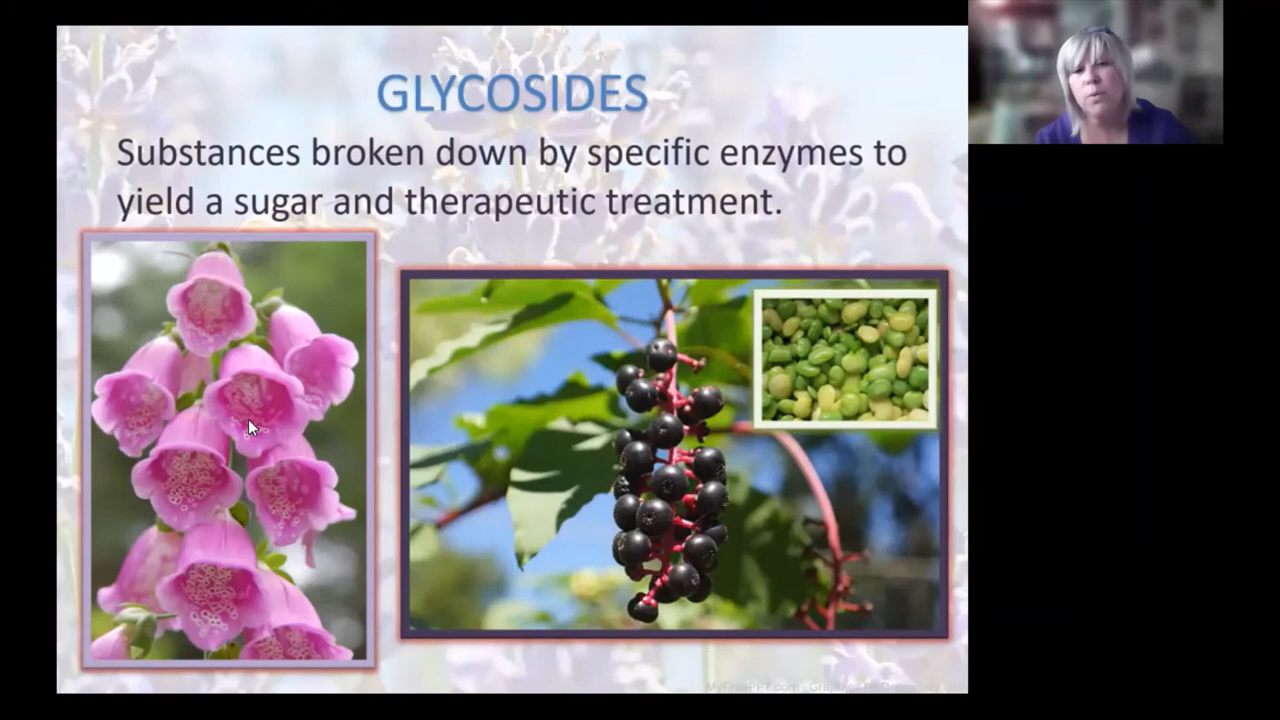 GLYCOSIDES
Substances broken down by specific enzymes to
yield a sugar and therapeutic treatment.